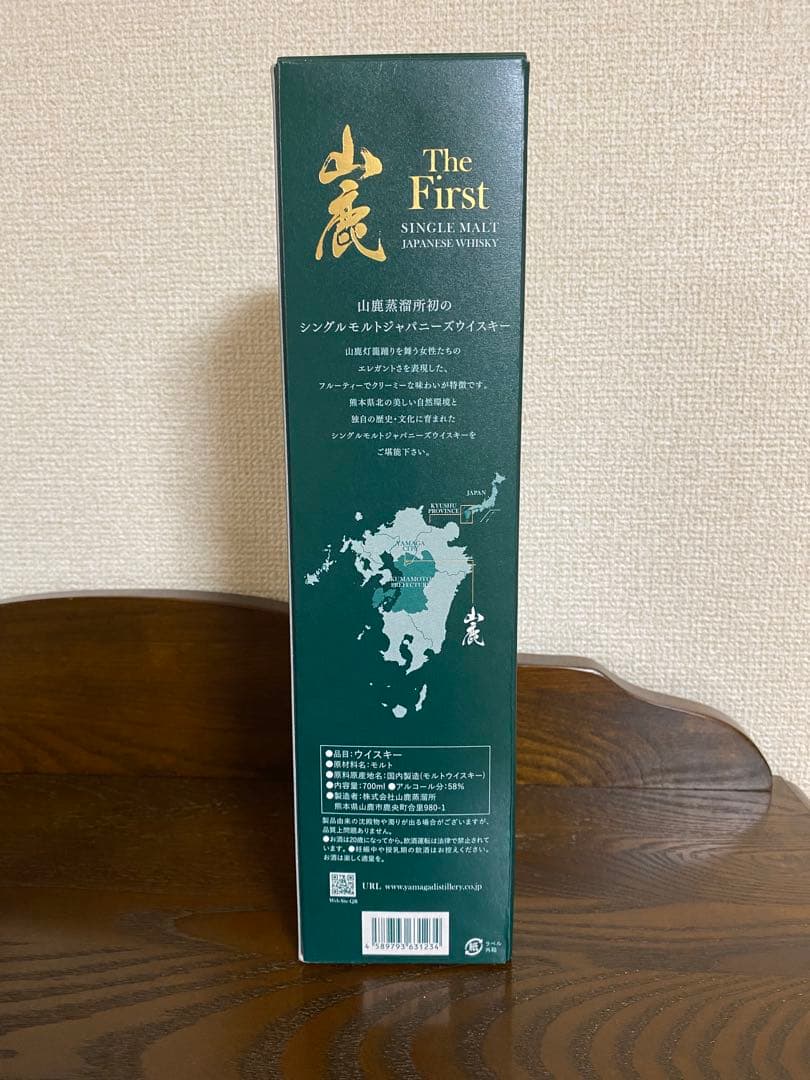 山鹿
The
First
SINGLE MALT
JAPANESE WHISKY
山鹿蒸溜所初の
シングルモルトジャパニーズウイスキー
山鹿灯籠踊りを舞う女性たちの
エレガントさを表現した、
フルーティーでクリーミーな味わいが特徴です。
熊本県北の美しい自然環境と
独自の歴史・文化に育まれた
シングルモルトジャパニーズウイスキーを
ご堪能下さい。
JAPAN
KYUSHU
PROVINCE
YAMAGA
CITY
KUMAMOTO
PREFECTURE
山鹿
●品目:ウイスキー
●原材料名:モルト
●原料原産地名:国内製造(モルトウイスキー)
●内容量:700ml ●アルコール分:58%
●製造者:株式会社山鹿蒸溜所
熊本県山鹿市鹿央町合里980-1
製品由来の沈殿物や濁りが出る場合がございますが、
品質上問題ありません。
●お酒は20歳になってから。飲酒運転は法律で禁止されて
います。●妊娠中や授乳期の飲酒はお控えください。
お酒は楽しく適量を。
Web Site QR
URL www.yamagadistillery.co.jp
4 589793 631234
紙
ラベル
外箱